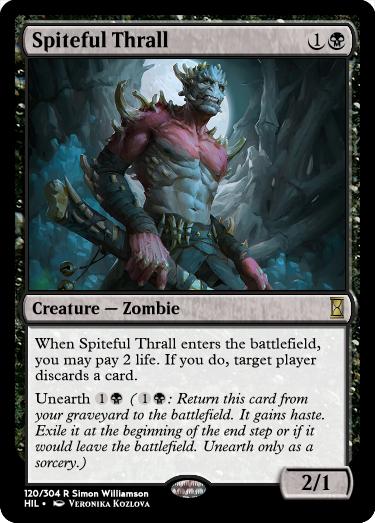 Spiteful Thrall 1
Creature — Zombie
When Spiteful Thrall enters the battlefield,
you may pay 2 life. If you do, target player
discards a card.
Unearth 1 ( 1 : Return this card from
your graveyard to the battlefield. It gains haste.
Exile it at the beginning of the end step or if it
would leave the battlefield. Unearth only as a
sorcery.)
2/1
120/304 R Simon Williamson
HIL • Veronika Kozlova